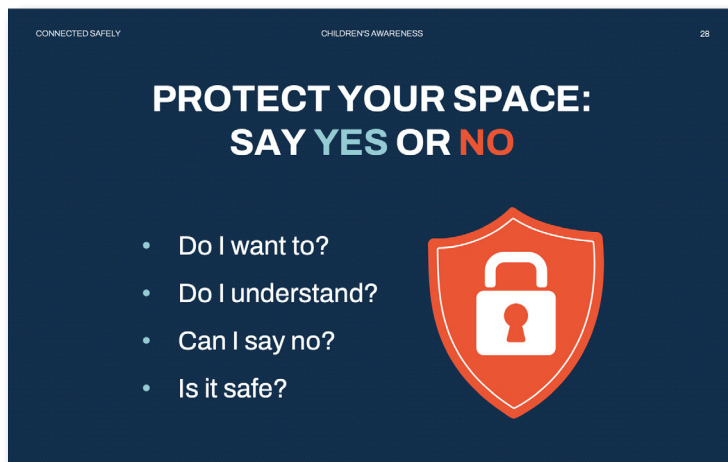 CONNECTED SAFELY
CHILDREN'S AWARENESS
28
PROTECT YOUR SPACE:
SAY YES OR NO
• Do I want to?
• Do I understand?
• Can I say no?
• Is it safe?